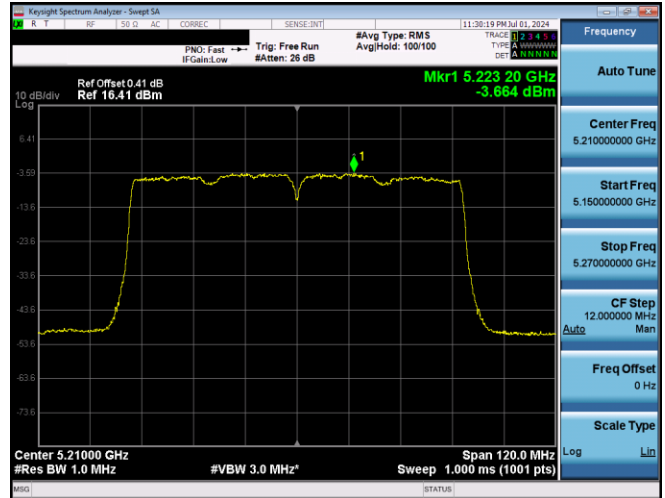 Keysight Spectrum Analyzer - Swept SA
LXI R T RF 50 Ω AC CORREC SENSE:INT 11:30:19 PM Jul 01, 2024
#Avg Type: RMS TRACE 1 2 3 4 5 6
PNO: Fast Trig: Free Run Avg|Hold: 100/100 TYPE A WWWWW
IFGain:Low #Atten: 26 dB DET A N N N N N
Mkr1 5.223 20 GHz
-3.664 dBm
Ref Offset 0.41 dB
10 dB/div Ref 16.41 dBm
Log
6.41
-3.59
-13.6
-23.6
-33.6
-43.6
-53.6
-63.6
-73.6
1
Center 5.21000 GHz Span 120.0 MHz
#Res BW 1.0 MHz #VBW 3.0 MHz* Sweep 1.000 ms (1001 pts)
MSG STATUS
Frequency
Auto Tune
Center Freq
5.210000000 GHz
Start Freq
5.150000000 GHz
Stop Freq
5.270000000 GHz
CF Step
12.000000 MHz
Auto Man
Freq Offset
0 Hz
Scale Type
Log Lin